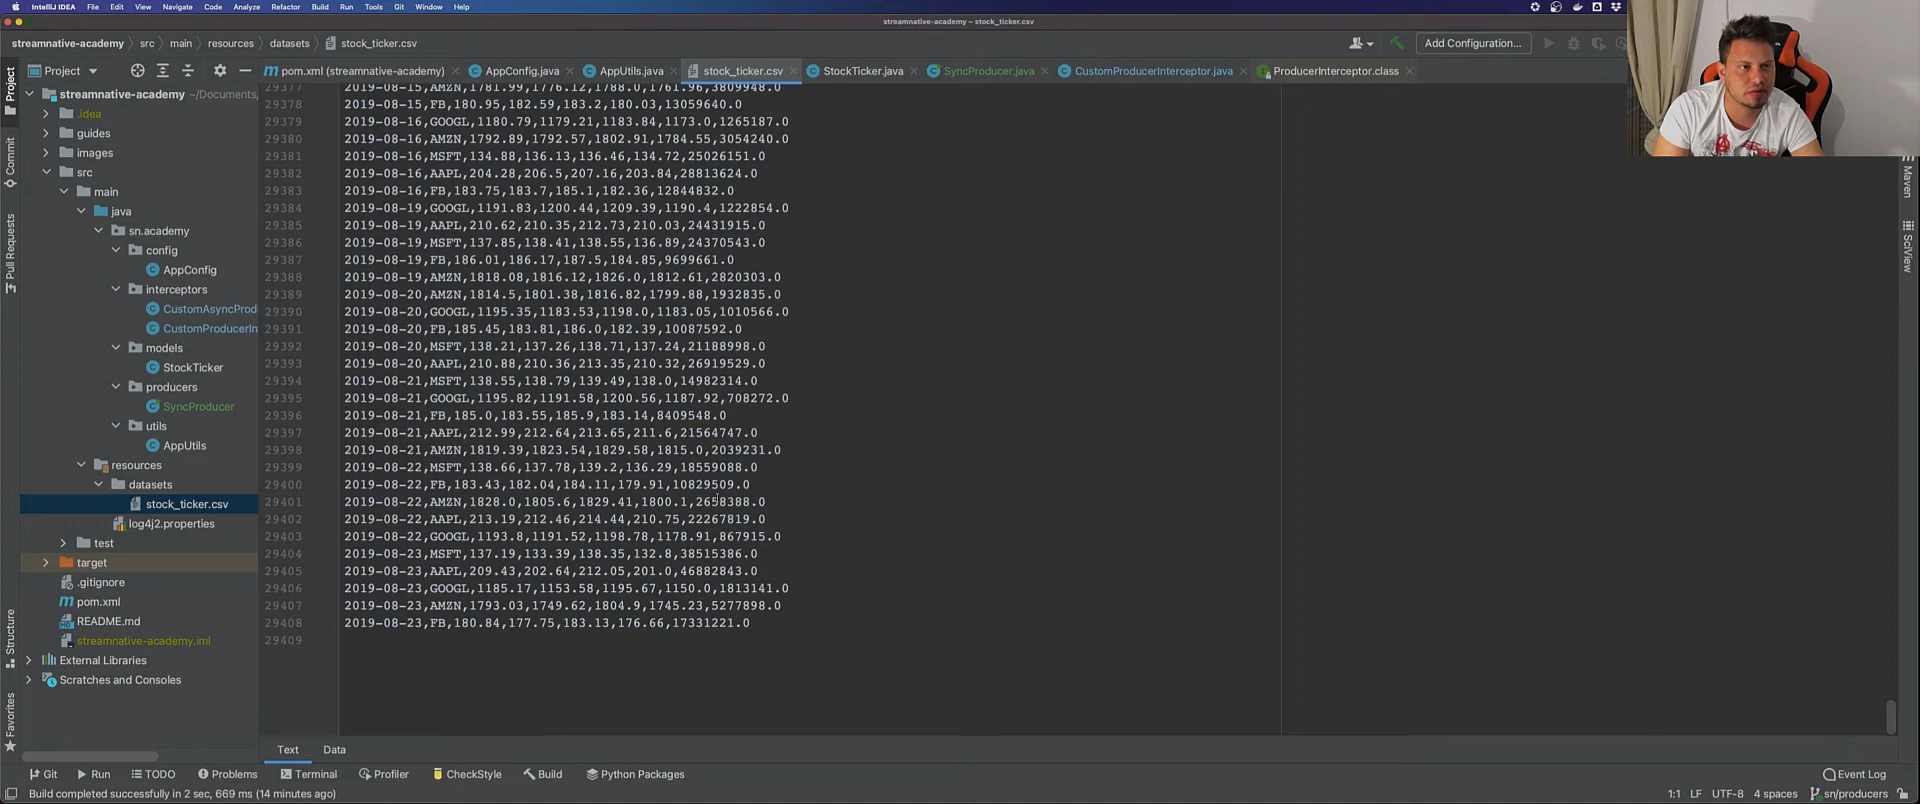 IntelliJ IDEA File Edit View Navigate Code Analyze Refactor Build Run Tools Git Window Help
streamnative-academy – stock_ticker.csv
streamnative-academy src main resources datasets stock_ticker.csv Add Configuration...
Project
pom.xml (streamnative-academy) AppConfig.java AppUtils.java stock_ticker.csv StockTicker.java SyncProducer.java CustomProducerInterceptor.java ProducerInterceptor.class
Project
Commit
Pull Requests
Structure
Favorites
streamnative-academy ~/Documents/
.idea
guides
images
src
main
java
sn.academy
config
AppConfig
interceptors
CustomAsyncProd
CustomProducerIn
models
StockTicker
producers
SyncProducer
utils
AppUtils
resources
datasets
stock_ticker.csv
log4j2.properties
test
target
.gitignore
pom.xml
README.md
streamnative-academy.iml
External Libraries
Scratches and Consoles
29377 2019-08-15,AMZN,1781.99,1776.12,1788.0,1761.96,3809948.0
29378 2019-08-15,FB,180.95,182.59,183.2,180.03,13059640.0
29379 2019-08-16,GOOGL,1180.79,1179.21,1183.84,1173.0,1265187.0
29380 2019-08-16,AMZN,1792.89,1792.57,1802.91,1784.55,3054240.0
29381 2019-08-16,MSFT,134.88,136.13,136.46,134.72,25026151.0
29382 2019-08-16,AAPL,204.28,206.5,207.16,203.84,28813624.0
29383 2019-08-16,FB,183.75,183.7,185.1,182.36,12844832.0
29384 2019-08-19,GOOGL,1191.83,1200.44,1209.39,1190.4,1222854.0
29385 2019-08-19,AAPL,210.62,210.35,212.73,210.03,24431915.0
29386 2019-08-19,MSFT,137.85,138.41,138.55,136.89,24370543.0
29387 2019-08-19,FB,186.01,186.17,187.5,184.85,9699661.0
29388 2019-08-19,AMZN,1818.08,1816.12,1826.0,1812.61,2820303.0
29389 2019-08-20,AMZN,1814.5,1801.38,1816.82,1799.88,1932835.0
29390 2019-08-20,GOOGL,1195.35,1183.53,1198.0,1183.05,1010566.0
29391 2019-08-20,FB,185.45,183.81,186.0,182.39,10087592.0
29392 2019-08-20,MSFT,138.21,137.26,138.71,137.24,21188998.0
29393 2019-08-20,AAPL,210.88,210.36,213.35,210.32,26919529.0
29394 2019-08-21,MSFT,138.55,138.79,139.49,138.0,14982314.0
29395 2019-08-21,GOOGL,1195.82,1191.58,1200.56,1187.92,708272.0
29396 2019-08-21,FB,185.0,183.55,185.9,183.14,8409548.0
29397 2019-08-21,AAPL,212.99,212.64,213.65,211.6,21564747.0
29398 2019-08-21,AMZN,1819.39,1823.54,1829.58,1815.0,2039231.0
29399 2019-08-22,MSFT,138.66,137.78,139.2,136.29,18559088.0
29400 2019-08-22,FB,183.43,182.04,184.11,179.91,10829509.0
29401 2019-08-22,AMZN,1828.0,1805.6,1829.41,1800.1,2658388.0
29402 2019-08-22,AAPL,213.19,212.46,214.44,210.75,22267819.0
29403 2019-08-22,GOOGL,1193.8,1191.52,1198.78,1178.91,867915.0
29404 2019-08-23,MSFT,137.19,133.39,138.35,132.8,38515386.0
29405 2019-08-23,AAPL,209.43,202.64,212.05,201.0,46882843.0
29406 2019-08-23,GOOGL,1185.17,1153.58,1195.67,1150.0,1813141.0
29407 2019-08-23,AMZN,1793.03,1749.62,1804.9,1745.23,5277898.0
29408 2019-08-23,FB,180.84,177.75,183.13,176.66,17331221.0
29409
Maven
SciView
Text Data
Git Run TODO Problems Terminal Profiler CheckStyle Build Python Packages Event Log
Build completed successfully in 2 sec, 669 ms (14 minutes ago) 1:1 LF UTF-8 4 spaces sn/producers